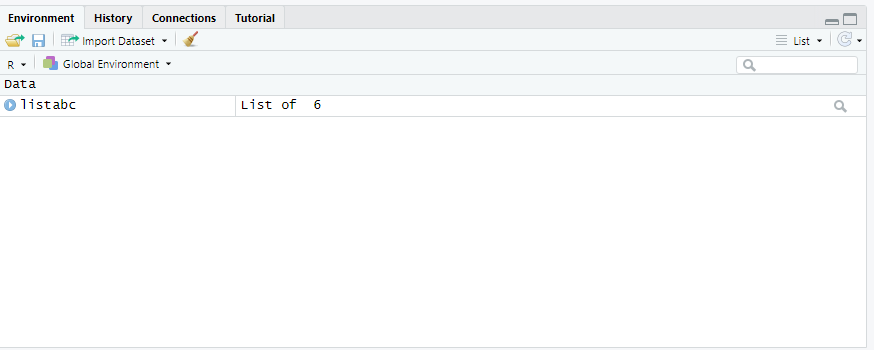 Environment History Connections Tutorial
Import Dataset List
R Global Environment
Data
listabc List of  6